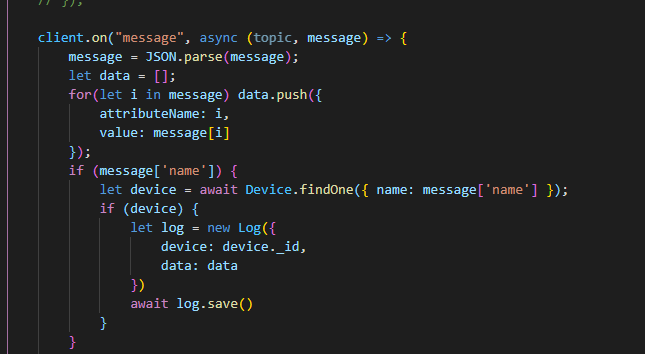 // });
client.on("message", async (topic, message) => {
    message = JSON.parse(message);
    let data = [];
    for(let i in message) data.push({
        attributeName: i,
        value: message[i]
    });
    if (message['name']) {
        let device = await Device.findOne({ name: message['name'] });
        if (device) {
            let log = new Log({
                device: device._id,
                data: data
            })
            await log.save()
        }
    }